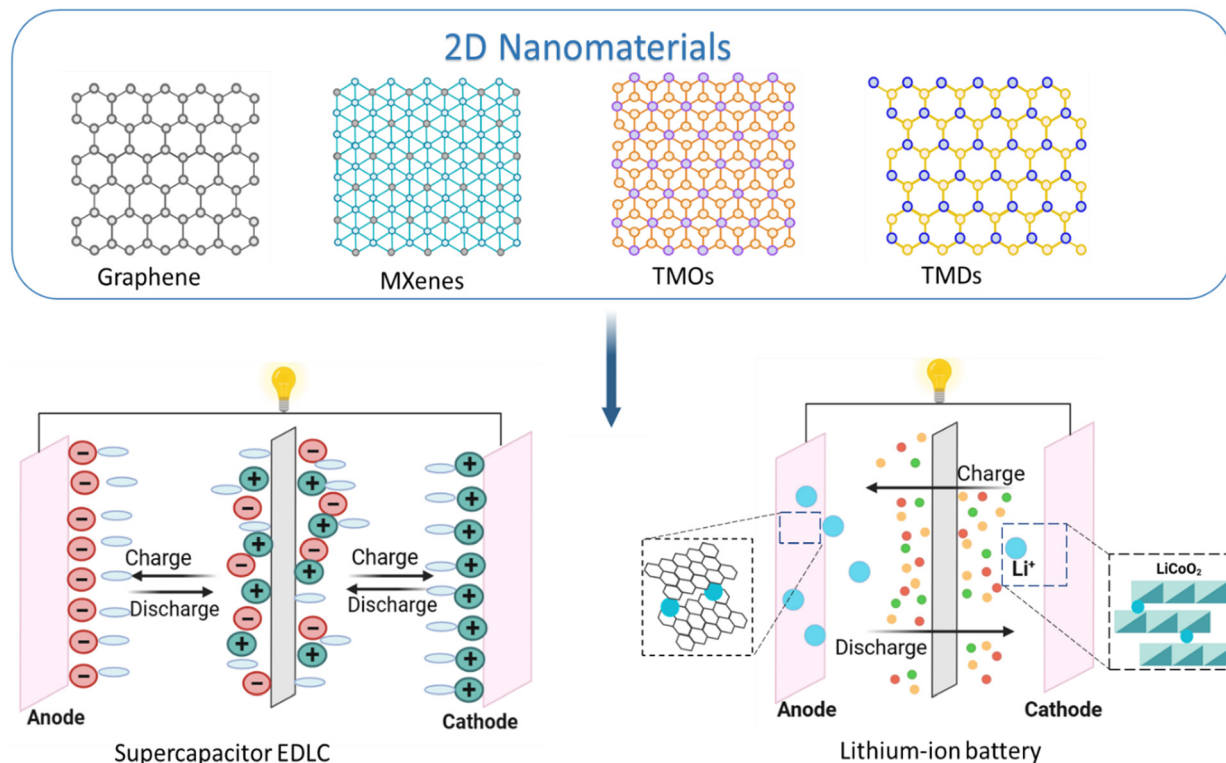 2D Nanomaterials
Graphene
MXenes
TMOs
TMDs
Charge
Discharge
Charge
Discharge
Anode
Cathode
Supercapacitor EDLC
Charge
Li⁺
LiCoO₂
Discharge
Anode
Cathode
Lithium-ion battery